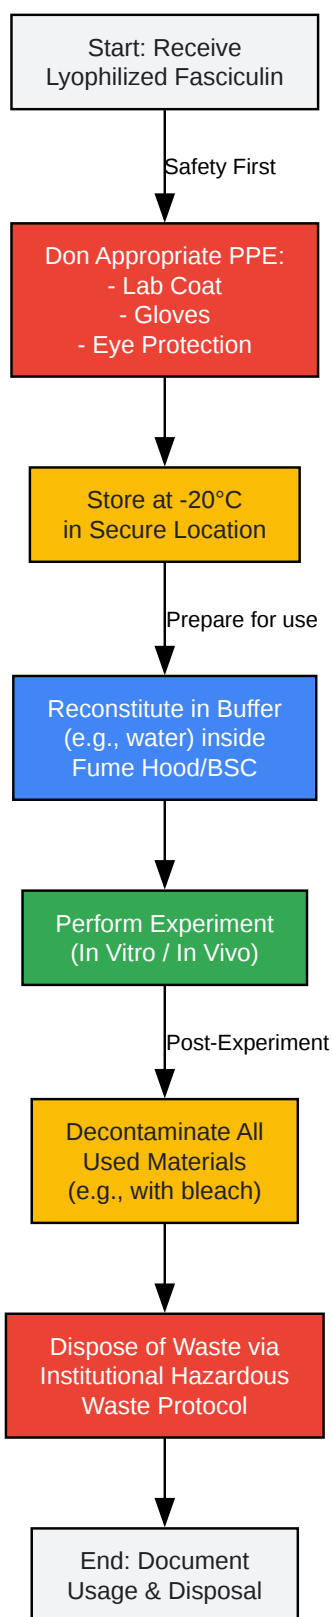 Start: Receive
Lyophilized Fasciculin
Safety First
Don Appropriate PPE:
- Lab Coat
- Gloves
- Eye Protection
Store at -20°C
in Secure Location
Prepare for use
Reconstitute in Buffer
(e.g., water) inside
Fume Hood/BSC
Perform Experiment
(In Vitro / In Vivo)
Post-Experiment
Decontaminate All
Used Materials
(e.g., with bleach)
Dispose of Waste via
Institutional Hazardous
Waste Protocol
End: Document
Usage & Disposal